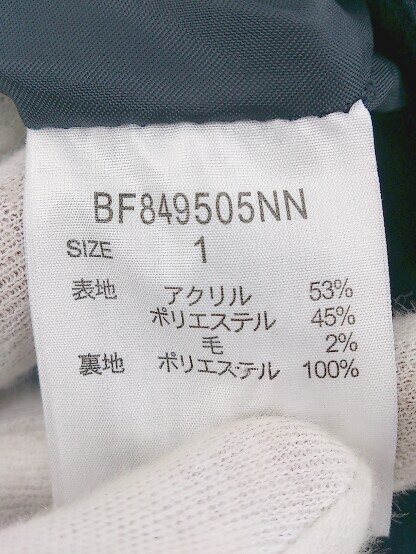 BF849505NN
SIZE 1
表地 アクリル 53%
ポリエステル 45%
毛 2%
裏地 ポリエステル 100%